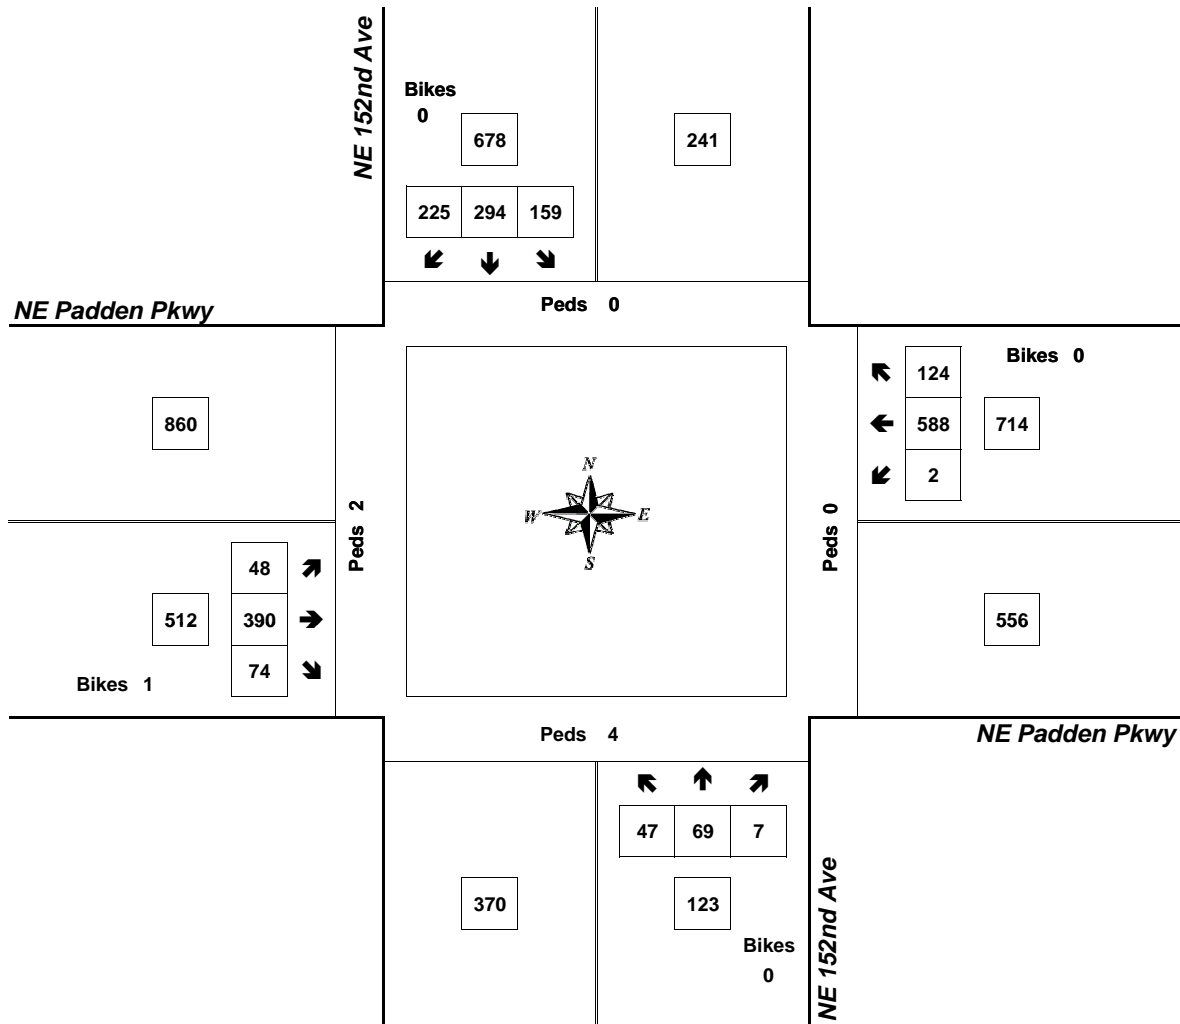 NE 152nd Ave
Bikes
0
678
241
225 294 159
NE Padden Pkwy
Peds 0
Bikes 0
124
860
588 714
2
N
W E
S
Peds 2
Peds 0
48
512 390
556
74
Bikes 1
Peds 4
NE Padden Pkwy
47 69 7
370
123
Bikes
0
NE 152nd Ave